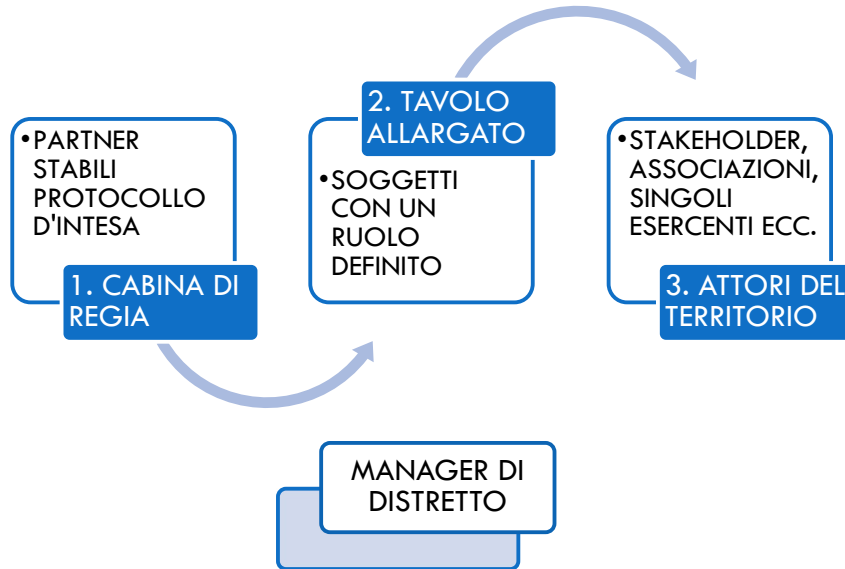 •PARTNER
STABILI
PROTOCOLLO
D'INTESA
1. CABINA DI
REGIA
2. TAVOLO
ALLARGATO
•SOGGETTI
CON UN
RUOLO
DEFINITO
•STAKEHOLDER,
ASSOCIAZIONI,
SINGOLI
ESERCENTI ECC.
3. ATTORI DEL
TERRITORIO
MANAGER DI
DISTRETTO